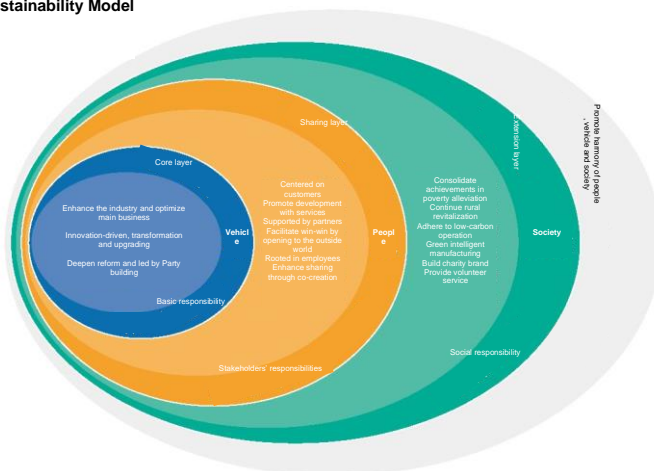 stainability Model
Core layer
Enhance the industry and optimize
main business
Innovation-driven, transformation
and upgrading
Deepen reform and led by Party
building
Vehicl
e
Basic responsibility
Sharing layer
Centered on
customers
Promote development
with services
Supported by partners
Facilitate win-win by
opening to the outside
world
Rooted in employees
Enhance sharing
through co-creation
Peopl
e
Stakeholders' responsibilities
Extension layer
Consolidate
achievements in
poverty alleviation
Continue rural
revitalization
Adhere to low-carbon
operation
Green intelligent
manufacturing
Build charity brand
Provide volunteer
service
Society
Social responsibility
Promote harmony of people
, vehicle and society